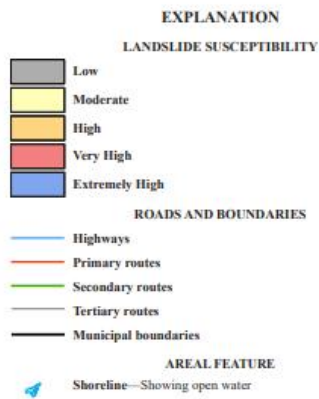 EXPLANATION
LANDSLIDE SUSCEPTIBILITY
Low
Moderate
High
Very High
Extremely High
ROADS AND BOUNDARIES
Highways
Primary routes
Secondary routes
Tertiary routes
Municipal boundaries
AREAL FEATURE
Shoreline—Showing open water